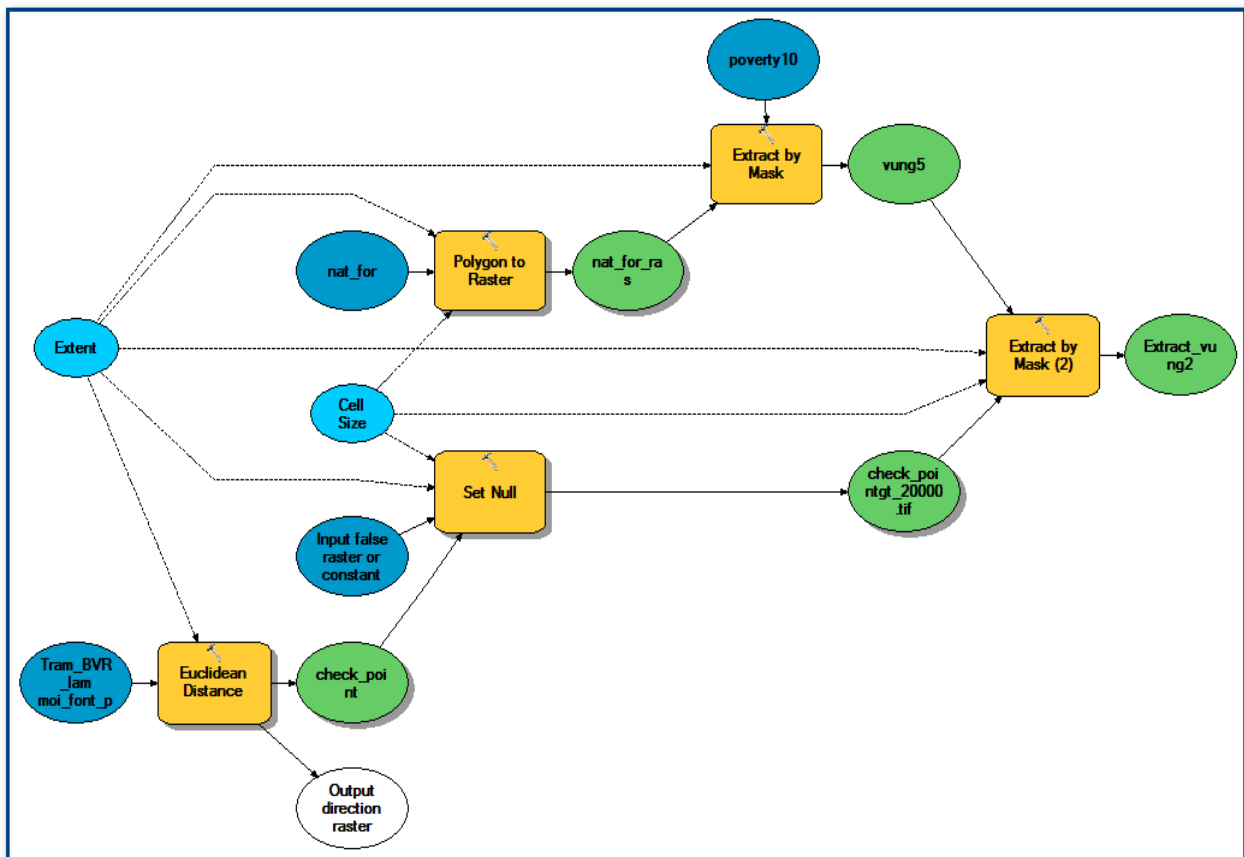 poverty10
Extract by
Mask
vung5
nat_for
Polygon to
Raster
nat_for_ra
s
Extent
Extract by
Mask (2)
Extract_vu
ng2
Cell
Size
Set Null
check_poi
ntgt_20000
.tif
Input false
raster or
constant
Tram_BVR
_lam
moi_font_p
Euclidean
Distance
check_poi
nt
Output
direction
raster